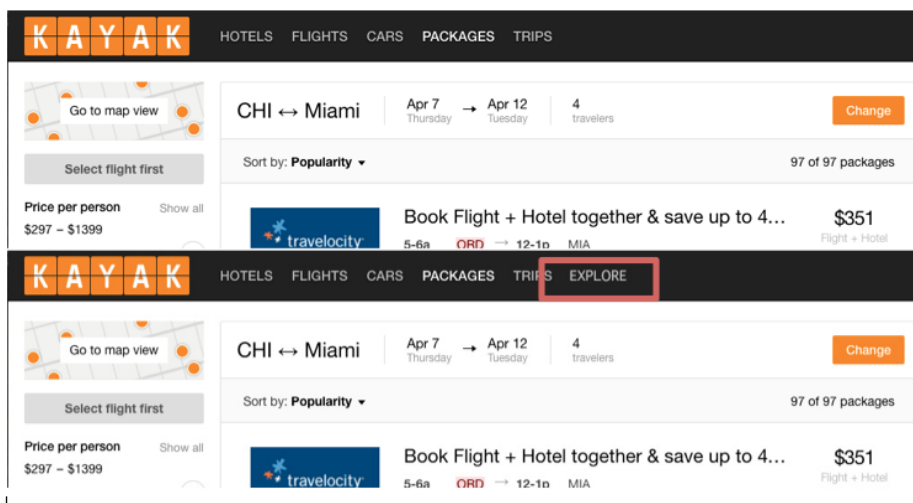 KAYAK HOTELS FLIGHTS CARS PACKAGES TRIPS
Go to map view
CHI ↔ Miami Apr 7 → Apr 12 4 Change
Thursday Tuesday travelers
Select flight first
Sort by: Popularity 97 of 97 packages
Price per person Show all
$297 – $1399
travelocity
Book Flight + Hotel together & save up to 4... $351
5-6a ORD → 12-1p MIA Flight + Hotel
KAYAK HOTELS FLIGHTS CARS PACKAGES TRIPS EXPLORE
Go to map view
CHI ↔ Miami Apr 7 → Apr 12 4 Change
Thursday Tuesday travelers
Select flight first
Sort by: Popularity 97 of 97 packages
Price per person Show all
$297 – $1399
travelocity
Book Flight + Hotel together & save up to 4... $351
5-6a ORD → 12-1p MIA Flight + Hotel